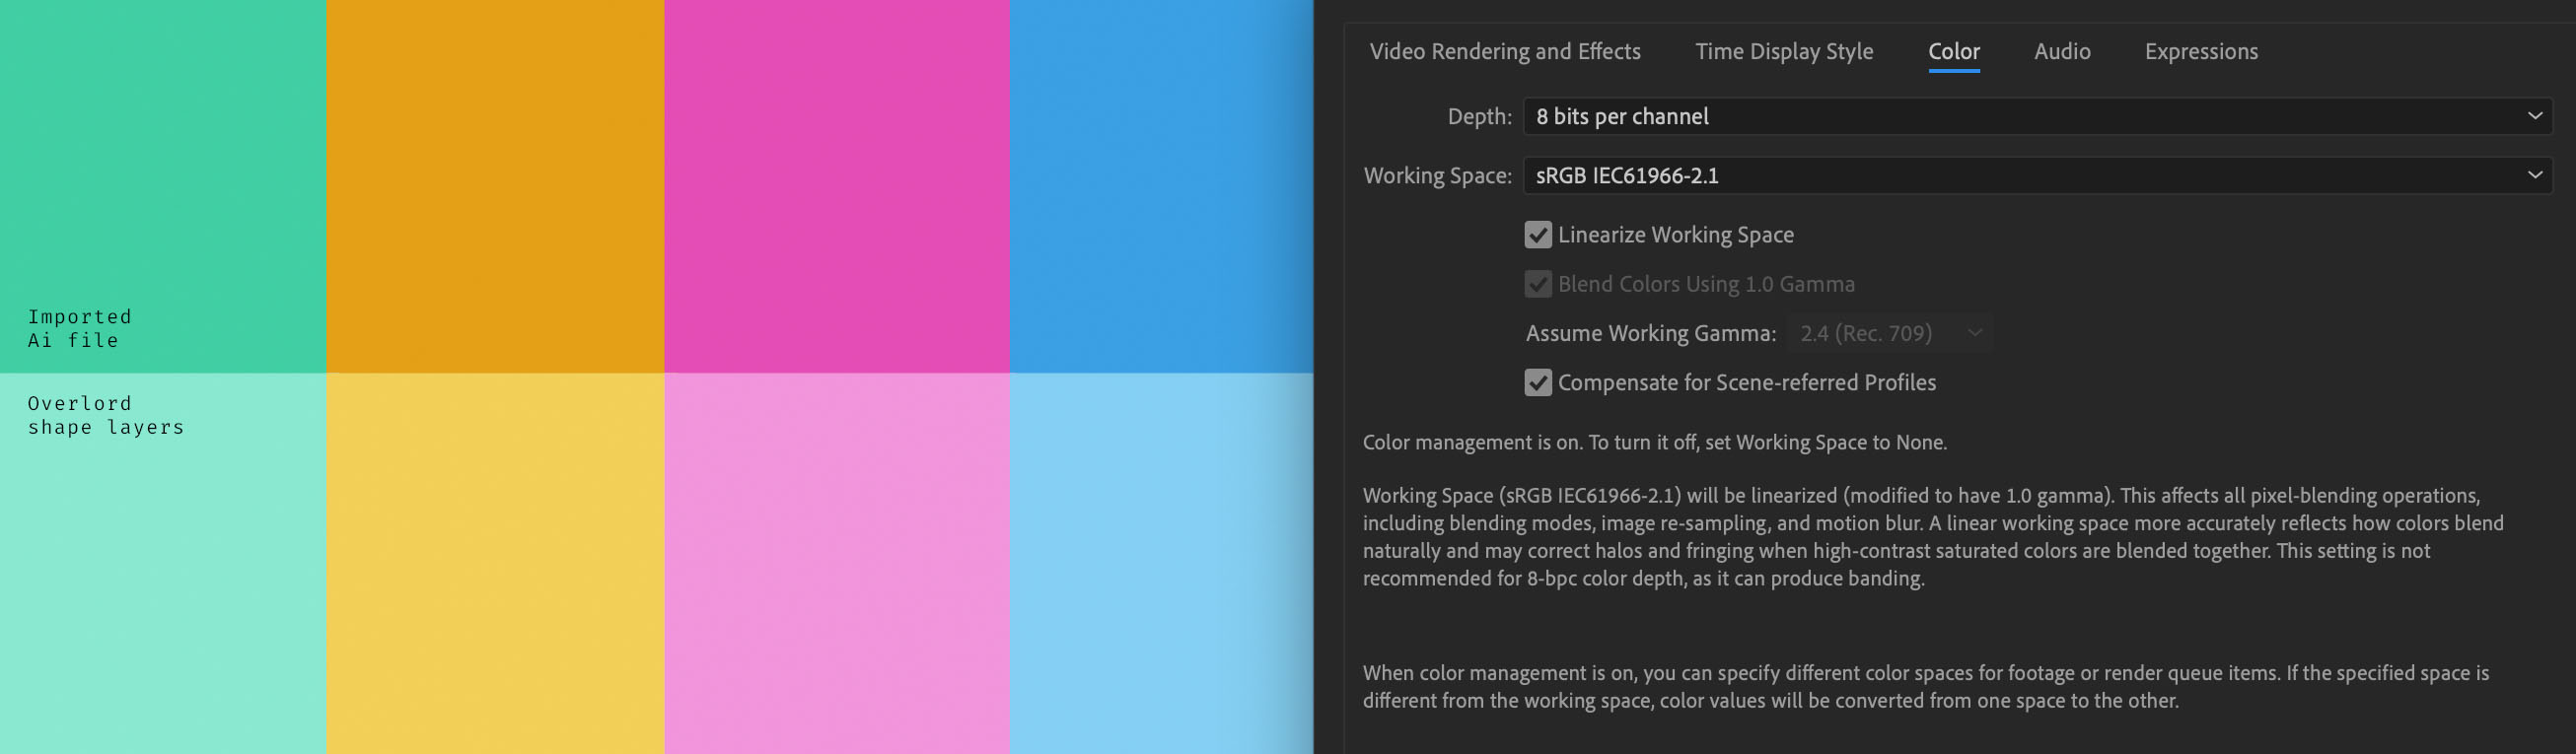 Imported
Ai file
Overlord
shape layers
Video Rendering and Effects Time Display Style Color Audio Expressions
Depth: 8 bits per channel
Working Space: sRGB IEC61966-2.1
Linearize Working Space
Blend Colors Using 1.0 Gamma
Assume Working Gamma: 2.4 (Rec. 709)
Compensate for Scene-referred Profiles
Color management is on. To turn it off, set Working Space to None.
Working Space (sRGB IEC61966-2.1) will be linearized (modified to have 1.0 gamma). This affects all pixel-blending operations,
including blending modes, image re-sampling, and motion blur. A linear working space more accurately reflects how colors blend
naturally and may correct halos and fringing when high-contrast saturated colors are blended together. This setting is not
recommended for 8-bpc color depth, as it can produce banding.
When color management is on, you can specify different color spaces for footage or render queue items. If the specified space is
different from the working space, color values will be converted from one space to the other.